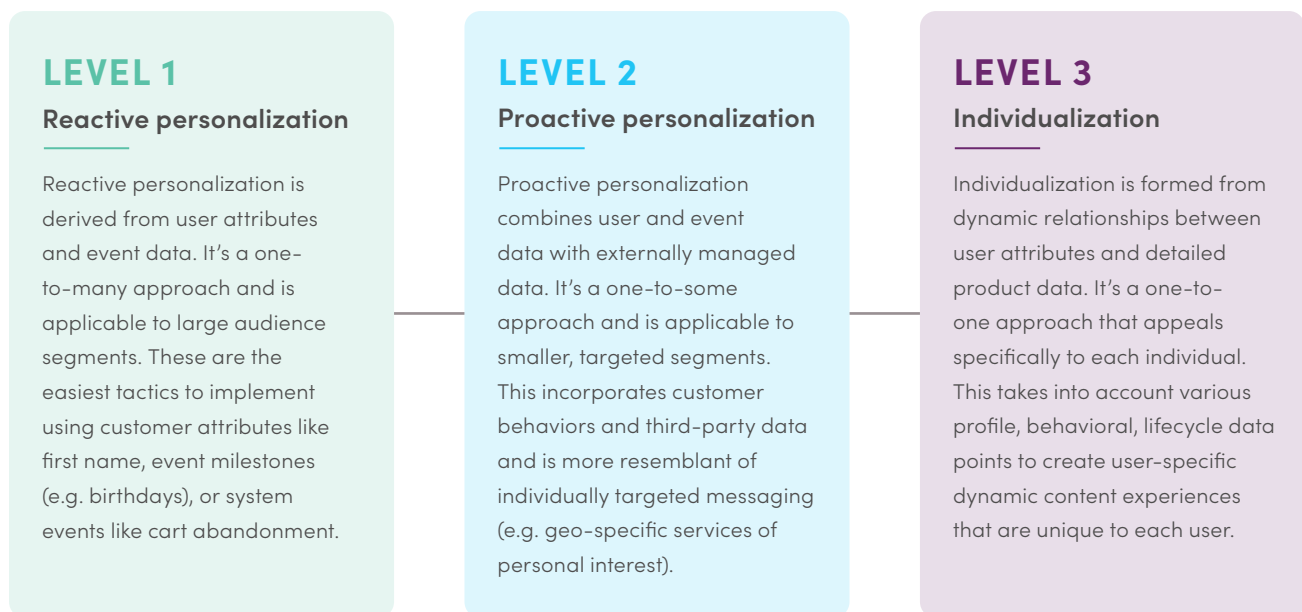 LEVEL 1
Reactive personalization
Reactive personalization is
derived from user attributes
and event data. It’s a one-
to-many approach and is
applicable to large audience
segments. These are the
easiest tactics to implement
using customer attributes like
first name, event milestones
(e.g. birthdays), or system
events like cart abandonment.
LEVEL 2
Proactive personalization
Proactive personalization
combines user and event
data with externally managed
data. It’s a one-to-some
approach and is applicable to
smaller, targeted segments.
This incorporates customer
behaviors and third-party data
and is more resemblant of
individually targeted messaging
(e.g. geo-specific services of
personal interest).
LEVEL 3
Individualization
Individualization is formed from
dynamic relationships between
user attributes and detailed
product data. It’s a one-to-
one approach that appeals
specifically to each individual.
This takes into account various
profile, behavioral, lifecycle data
points to create user-specific
dynamic content experiences
that are unique to each user.